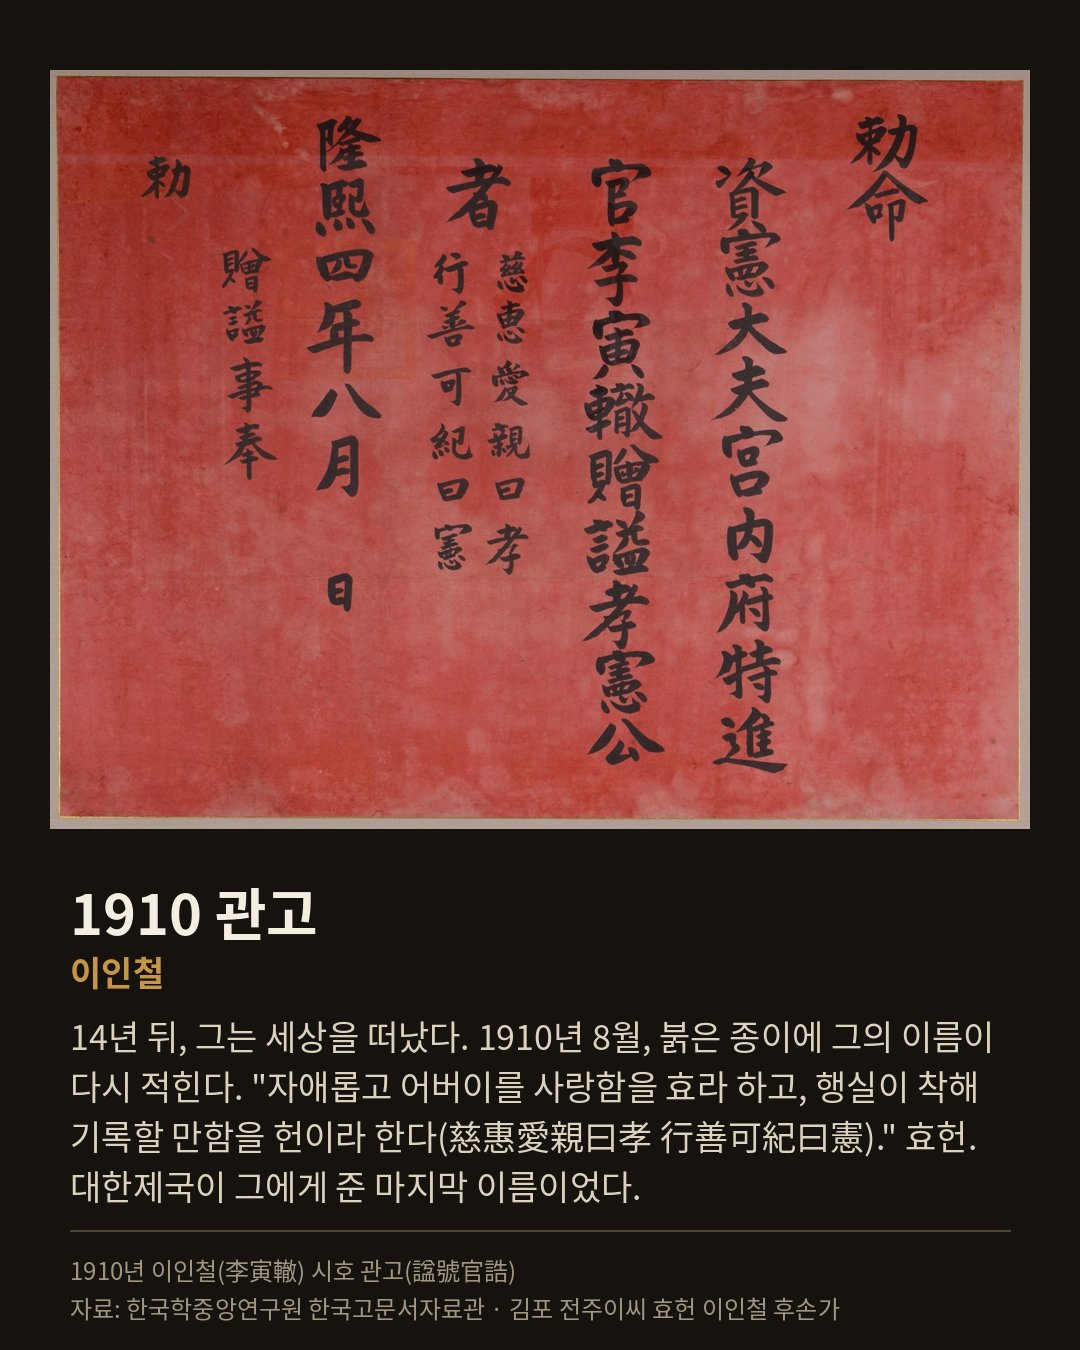 勅命
資憲大夫宮內府特進
官李寅轍贈諡孝憲公
者
慈惠愛親曰孝
行善可紀曰憲
隆熙四年八月 日
贈諡事奉
勅
1910 관고
이인철
14년 뒤, 그는 세상을 떠났다. 1910년 8월, 붉은 종이에 그의 이름이
다시 적힌다. "자애롭고 어버이를 사랑함을 효라 하고, 행실이 착해
기록할 만함을 헌이라 한다(慈惠愛親曰孝 行善可紀曰憲)." 효헌.
대한제국이 그에게 준 마지막 이름이었다.
1910년 이인철(李寅轍) 시호 관고(諡號官誥)
자료: 한국학중앙연구원 한국고문서자료관 · 김포 전주이씨 효헌 이인철 후손가